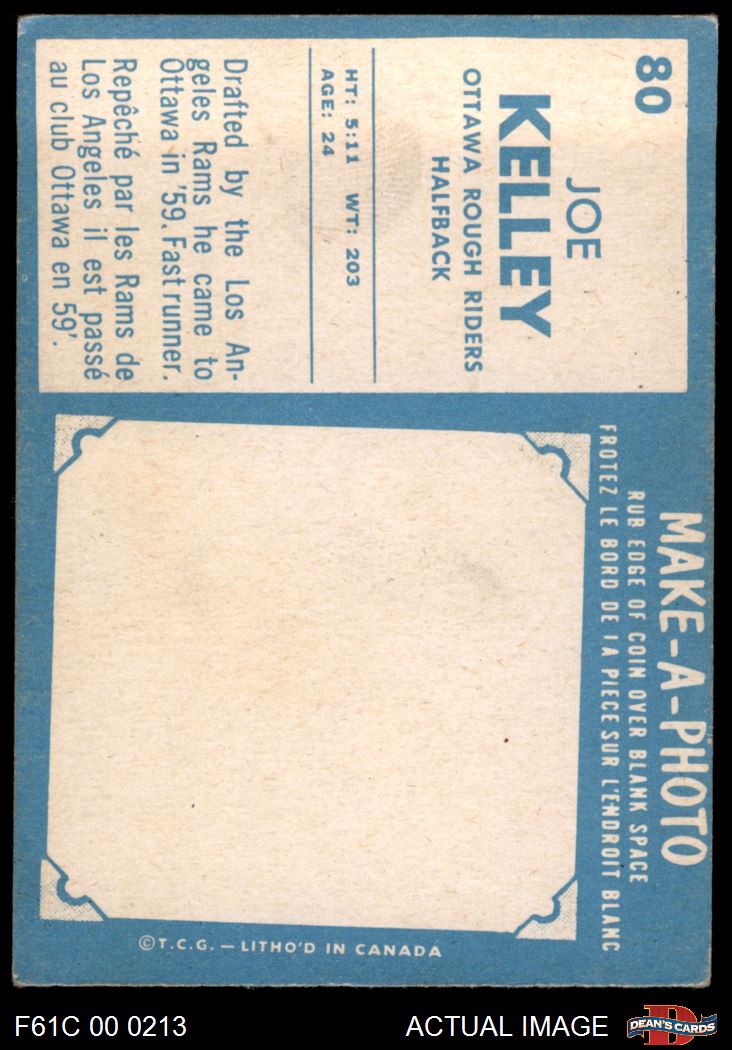 80
JOE
KELLEY
OTTAWA ROUGH RIDERS
HALFBACK
HT: 5:11 WT: 203
AGE: 24
Drafted by the Los An-
geles Rams he came to
Ottawa in '59. Fast runner.
Repêché par les Rams de
Los Angeles il est passé
au club Ottawa en 59'.
MAKE-A-PHOTO
RUB EDGE OF COIN OVER BLANK SPACE
FROTEZ LE BORD DE IA PIECE SUR L'ENDROIT BLANC
©T.C.G. — LITHO'D IN CANADA
F61C 00 0213
ACTUAL IMAGE
D
DEAN'S CARDS